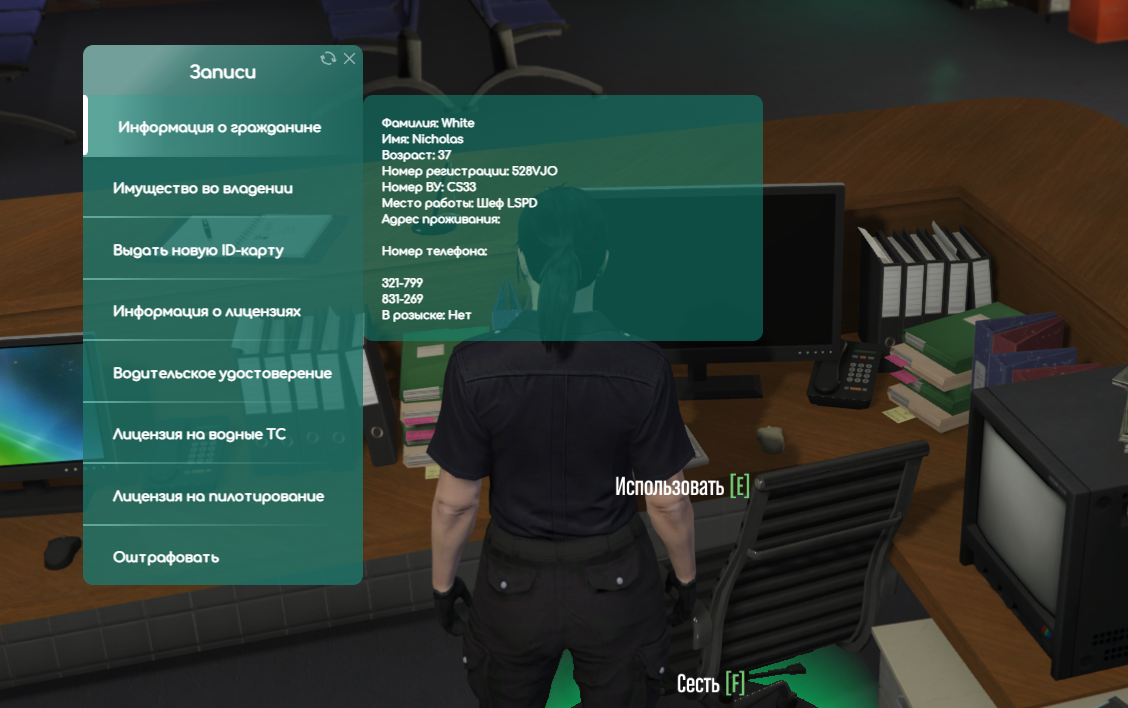 Записи
Информация о гражданине
Имущество во владении
Выдать новую ID-карту
Информация о лицензиях
Водительское удостоверение
Лицензия на водные ТС
Лицензия на пилотирование
Оштрафовать
Фамилия: White
Имя: Nicholas
Возраст: 37
Номер регистрации: 528VJO
Номер ВУ: CS33
Место работы: Шеф LSPD
Адрес проживания:
Номер телефона:
321-799
831-269
В розыске: Нет
Использовать [E]
Сесть [F]